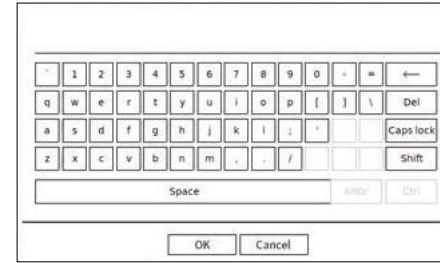 ` 1 2 3 4 5 6 7 8 9 0 - = ←
q w e r t y u i o p [ ] \ Del
a s d f g h j k l ; ' Caps lock
z x c v b n m , . / Shift
Space AltGr Ctrl
OK Cancel